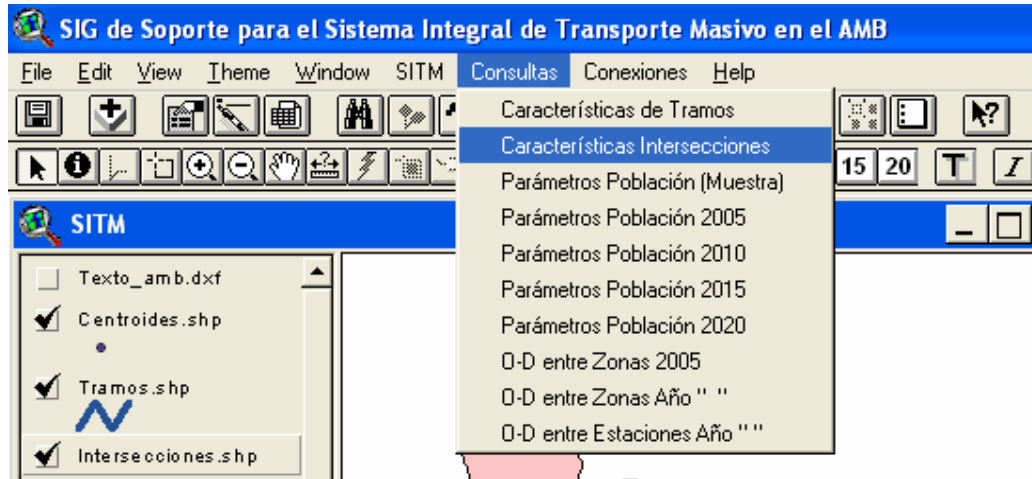 SIG de Soporte para el Sistema Integral de Transporte Masivo en el AMB
File Edit View Theme Window SITM Consultas Conexiones Help
Características de Tramos
Características Intersecciones
15 20 T I
Parámetros Población (Muestra)
SITM
Parámetros Población 2005
Parámetros Población 2010
Texto_amb.dxf
Parámetros Población 2015
Centroides.shp
Parámetros Población 2020
O-D entre Zonas 2005
Tramos.shp
O-D entre Zonas Año " "
O-D entre Estaciones Año " "
Intersecciones.shp